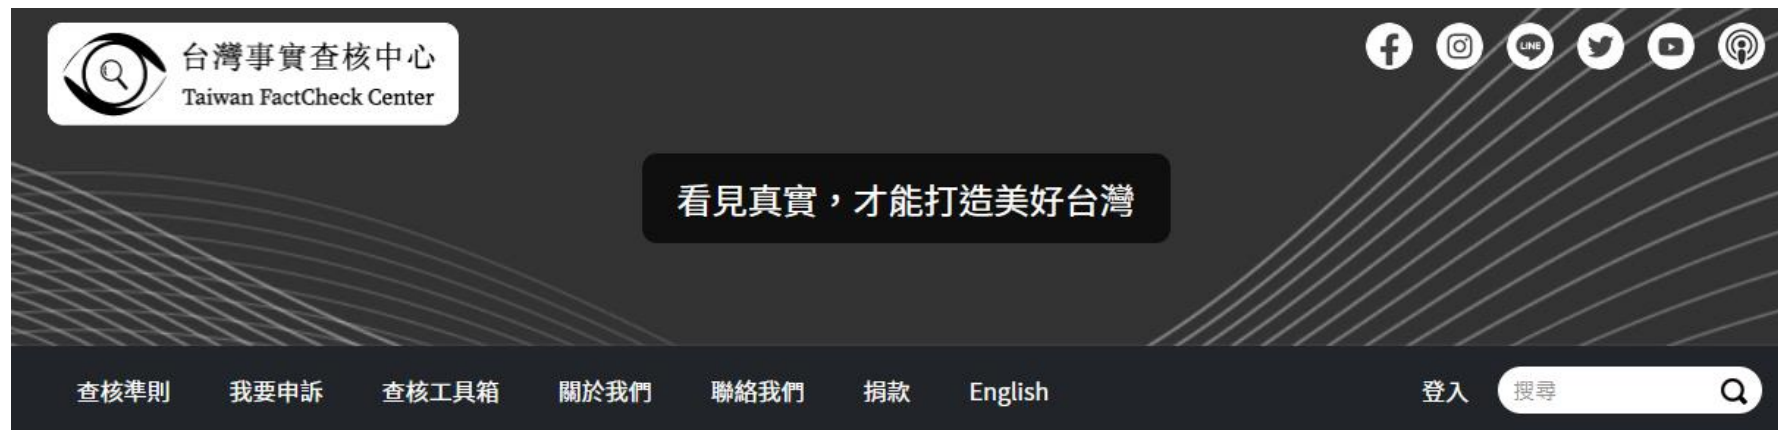 台灣事實查核中心
Taiwan FactCheck Center
LINE
看見真實，才能打造美好台灣
查核準則 我要申訴 查核工具箱 關於我們 聯絡我們 捐款 English 登入 搜尋